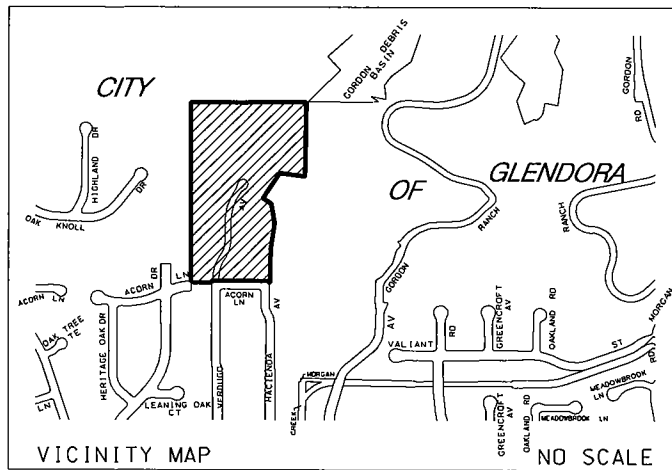 CITY
OF
GLENDORA
GORDON DEBRIS
BASIN
GORDON
RD
HIGHLAND
DR
OAK KNOLL
DR
AV
RANCH
RANCH
ACORN LN
DR
ACORN LN
ACORN
LN
AV
GORDON
AV
OAK TREE
TE
HERITAGE OAK DR
LEANING OAK
CT
LN
VERDUGO
HACIENDA
VALIANT
RD
GREENCROFT
AV
OAKLAND RD
ST
MORGAN
RD
MORGAN
CREEK
MEADOWBROOK
LN
GREENCROFT
AV
OAKLAND RD
MEADOWBROOK LN
VICINITY MAP
NO SCALE